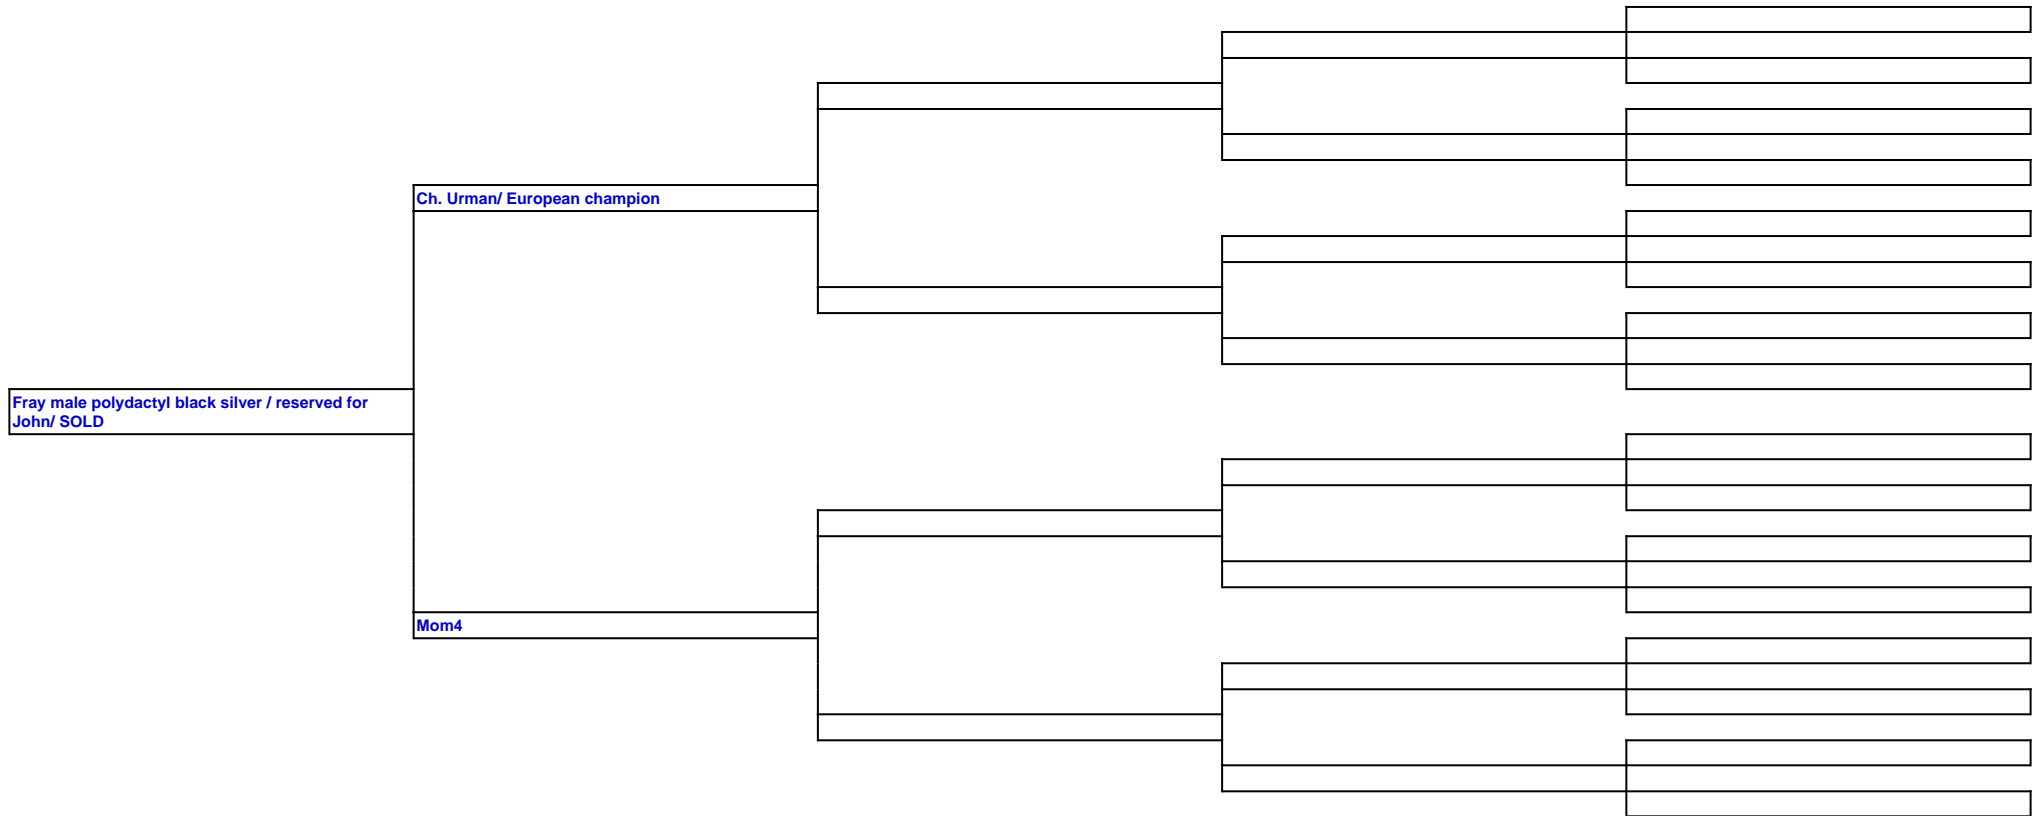 Ch. Urman/ European champion
Fray male polydactyl black silver / reserved for
John/ SOLD
Mom4